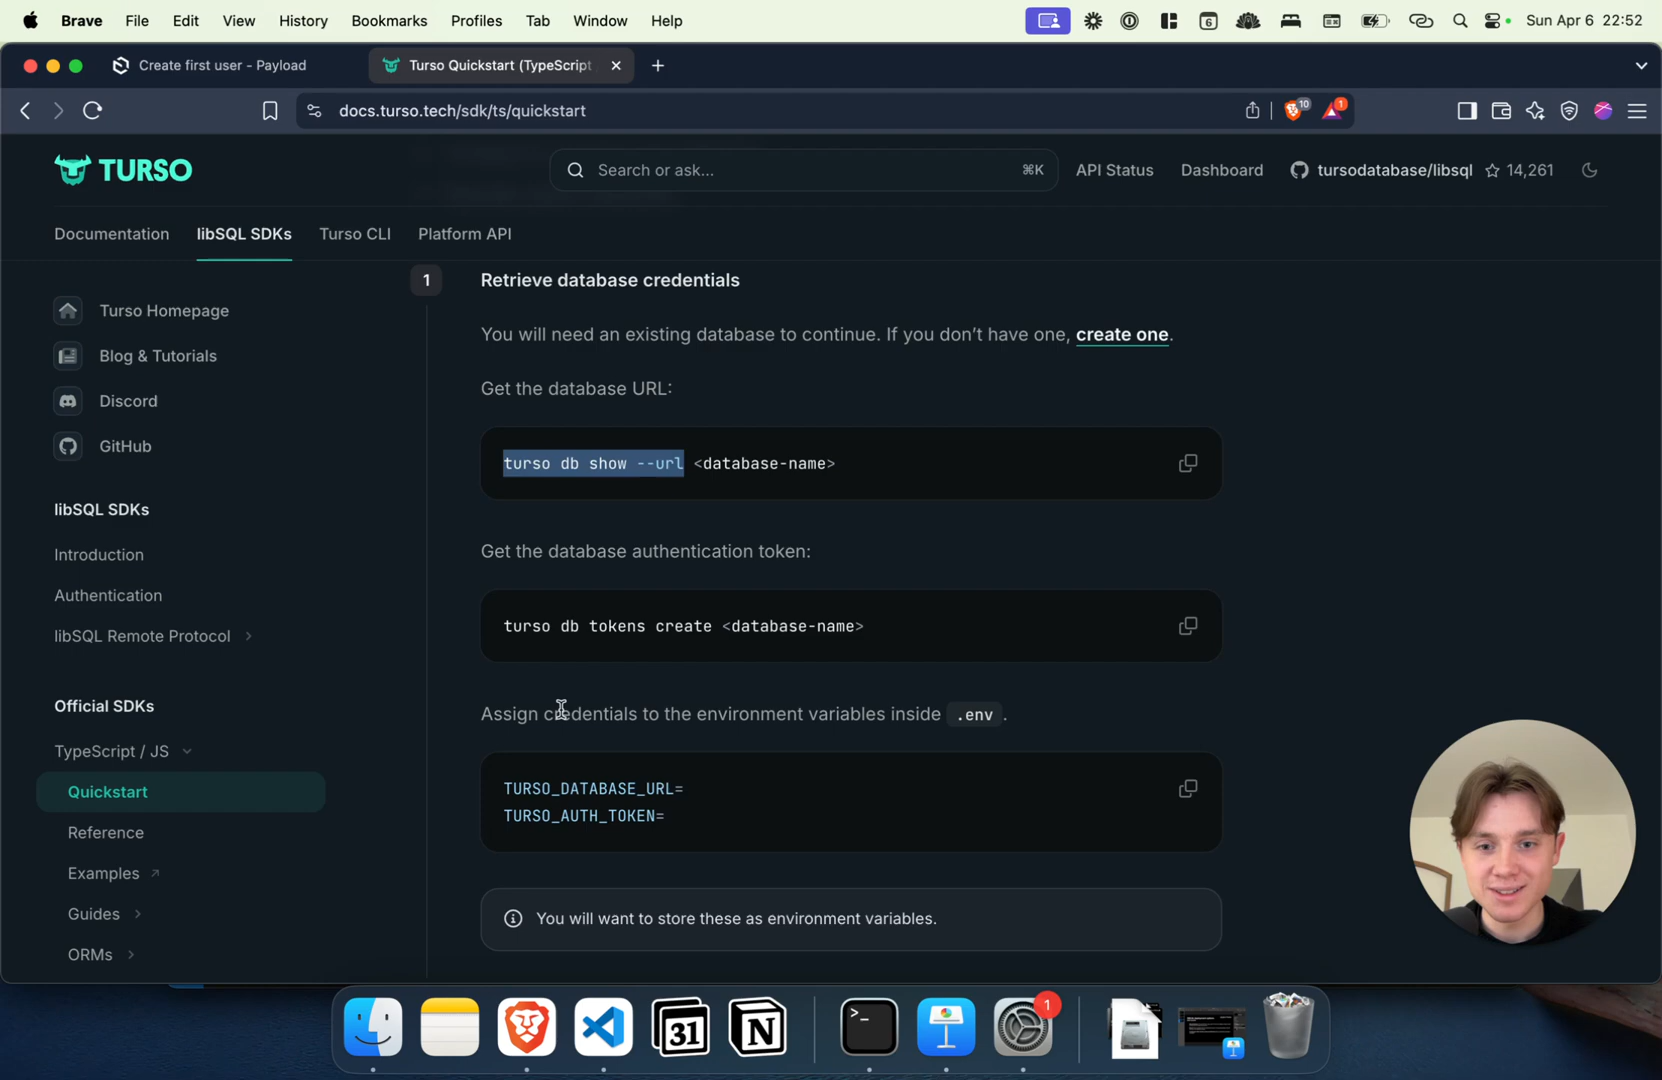 Brave File Edit View History Bookmarks Profiles Tab Window Help
6
Sun Apr 6 22:52
Create first user - Payload
Turso Quickstart (TypeScript
docs.turso.tech/sdk/ts/quickstart
10
1
TURSO
Search or ask...
⌘K
API Status
Dashboard
tursodatabase/libsql
14,261
Documentation
libSQL SDKs
Turso CLI
Platform API
Turso Homepage
Blog & Tutorials
Discord
GitHub
libSQL SDKs
Introduction
Authentication
libSQL Remote Protocol
Official SDKs
TypeScript / JS
Quickstart
Reference
Examples
Guides
ORMs
1
Retrieve database credentials
You will need an existing database to continue. If you don’t have one, create one.
Get the database URL:
turso db show --url <database-name>
Get the database authentication token:
turso db tokens create <database-name>
Assign credentials to the environment variables inside .env .
TURSO_DATABASE_URL=
TURSO_AUTH_TOKEN=
You will want to store these as environment variables.
31
1